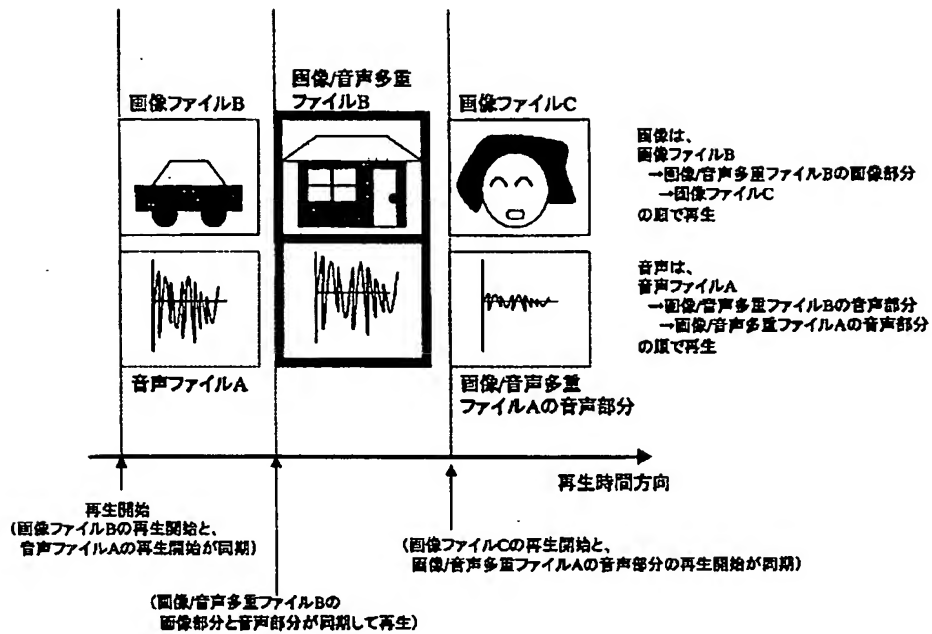 画像ファイルB
画像/音声多重
ファイルB
画像ファイルC
画像は、
画像ファイルB
→画像/音声多重ファイルBの画像部分
→画像ファイルC
の順で再生
音声は、
音声ファイルA
→画像/音声多重ファイルBの音声部分
→画像/音声多重ファイルAの音声部分
の順で再生
音声ファイルA
画像/音声多重
ファイルAの音声部分
再生時間方向
再生開始
(画像ファイルBの再生開始と、
音声ファイルAの再生開始が同期)
(画像ファイルCの再生開始と、
画像/音声多重ファイルAの音声部分の再生開始が同期)
(画像/音声多重ファイルBの
画像部分と音声部分が同期して再生)